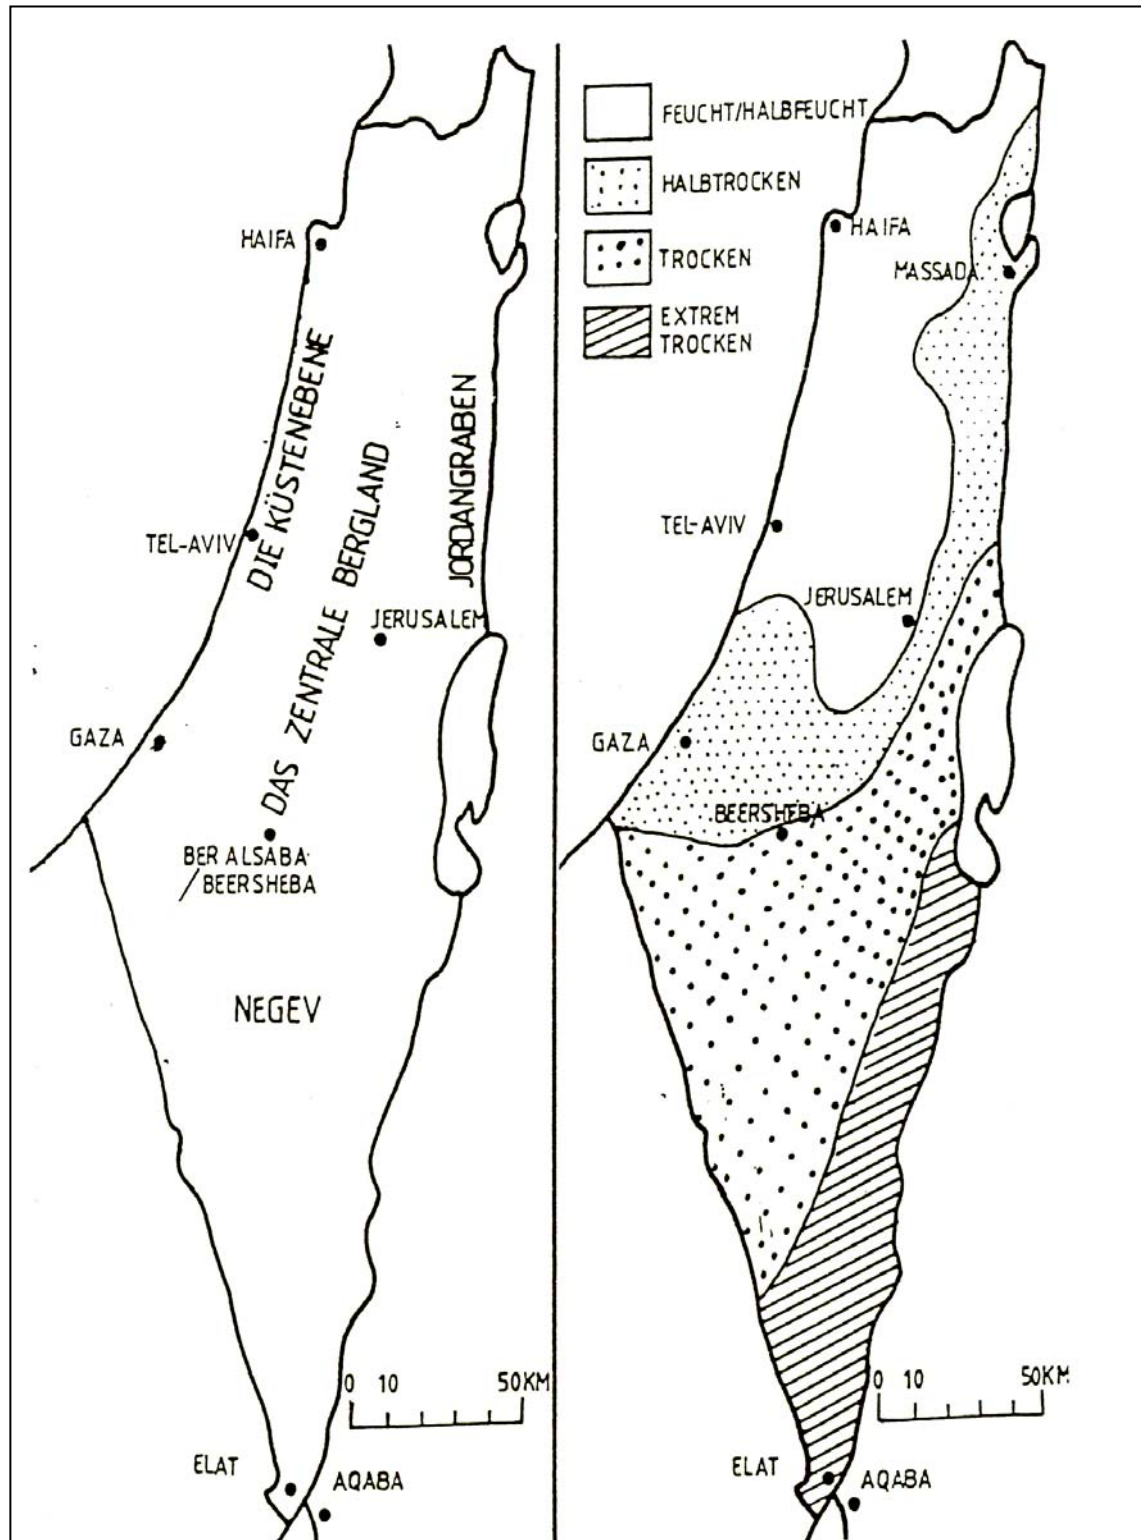 HAIFA
DIE KÜSTENEBENE
TEL-AVIV
DAS ZENTRALE BERGLAND
JORDANGRABEN
JERUSALEM
GAZA
BER ALSABA
/BEERSHEBA
NEGEV
0 10 50KM
ELAT
AQABA
FEUCHT/HALBFEUCHT
HALBTROCKEN
TROCKEN
EXTREM
TROCKEN
HAIFA
MASSADA
TEL-AVIV
JERUSALEM
GAZA
BEERSHEBA
0 10 50KM
ELAT
AQABA